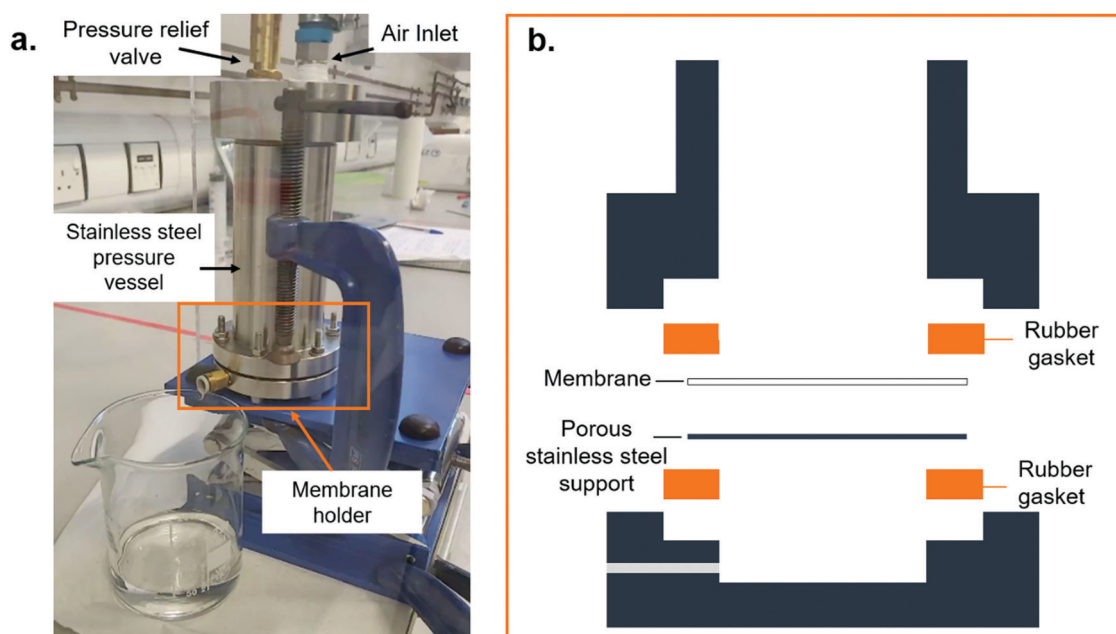 a.
Pressure relief
valve
Air Inlet
Stainless steel
pressure
vessel
Membrane
holder
50
b.
Rubber
gasket
Membrane
Porous
stainless steel
support
Rubber
gasket